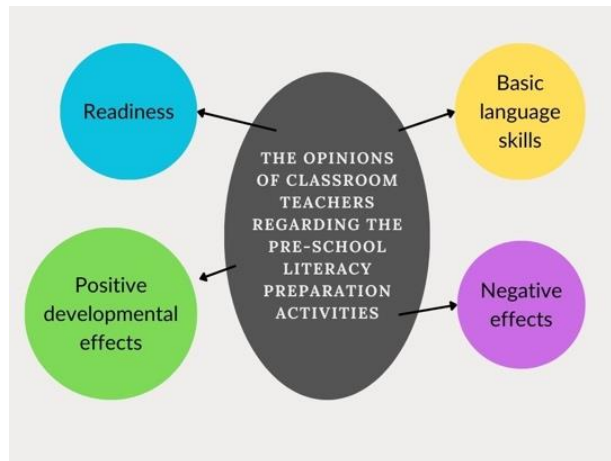 Readiness
Basic
language
skills
THE OPINIONS
OF CLASSROOM
TEACHERS
REGARDING THE
PRE-SCHOOL
LITERACY
PREPARATION
ACTIVITIES
Positive
developmental
effects
Negative
effects